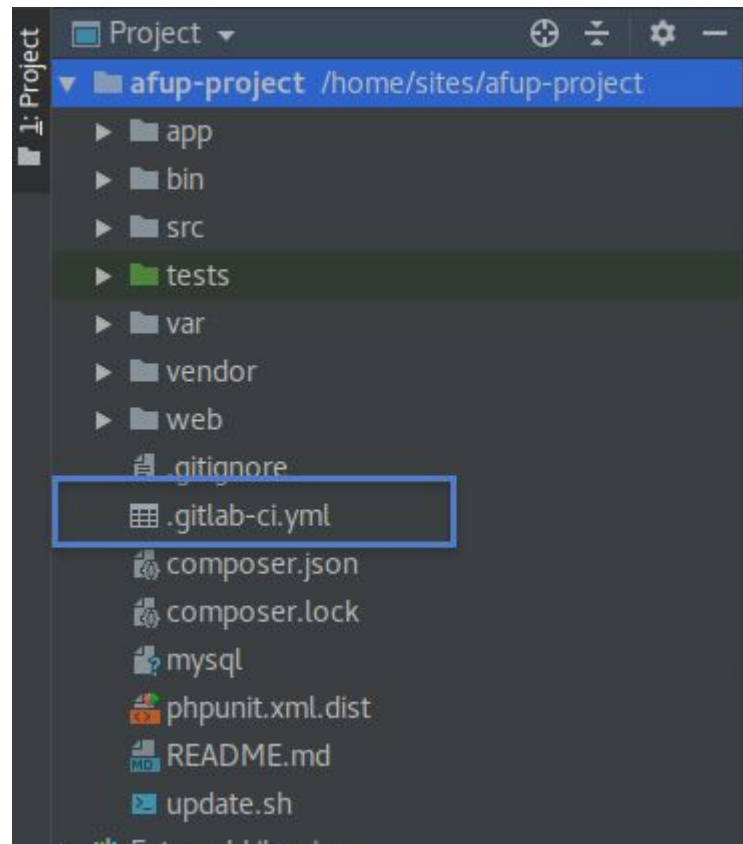 1: Project
Project
afup-project /home/sites/afup-project
app
bin
src
tests
var
vendor
web
.gitignore
.gitlab-ci.yml
composer.json
composer.lock
mysql
phpunit.xml.dist
MD README.md
update.sh